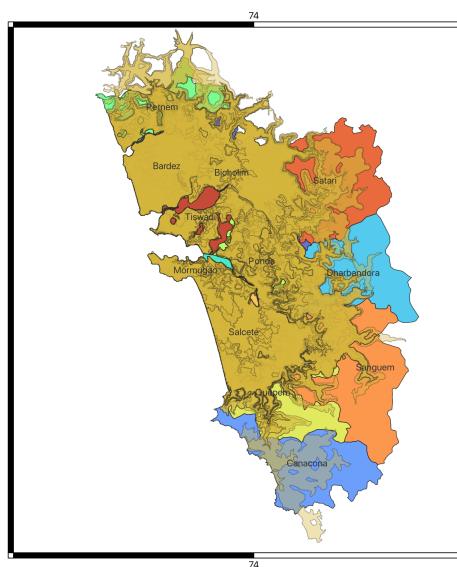 74
Pernem
Bardez
Bicholim
Satari
Tiswadi
Ponda
Dharbandora
Mormugao
Salcete
Sanguem
Quepem
Canacona
74